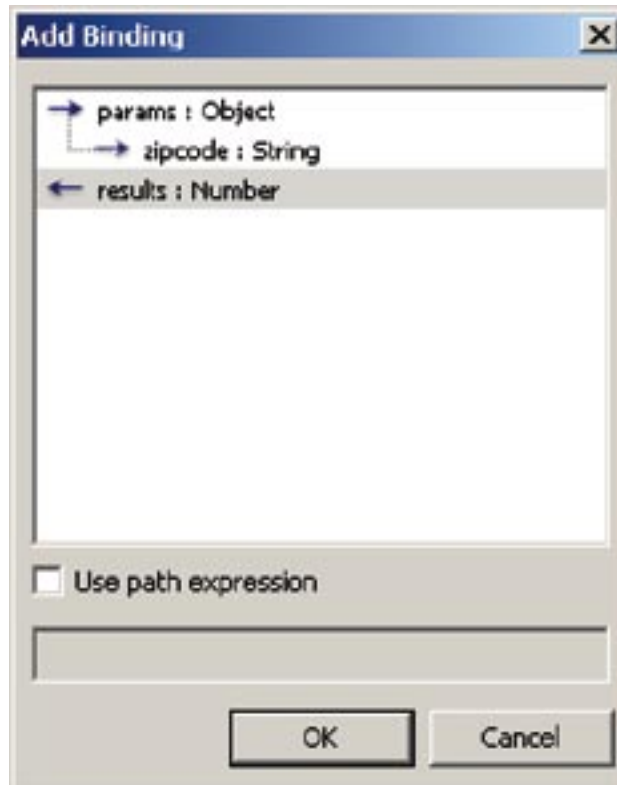 Add Binding
params : Object
zipcode : String
results : Number
Use path expression
OK
Cancel